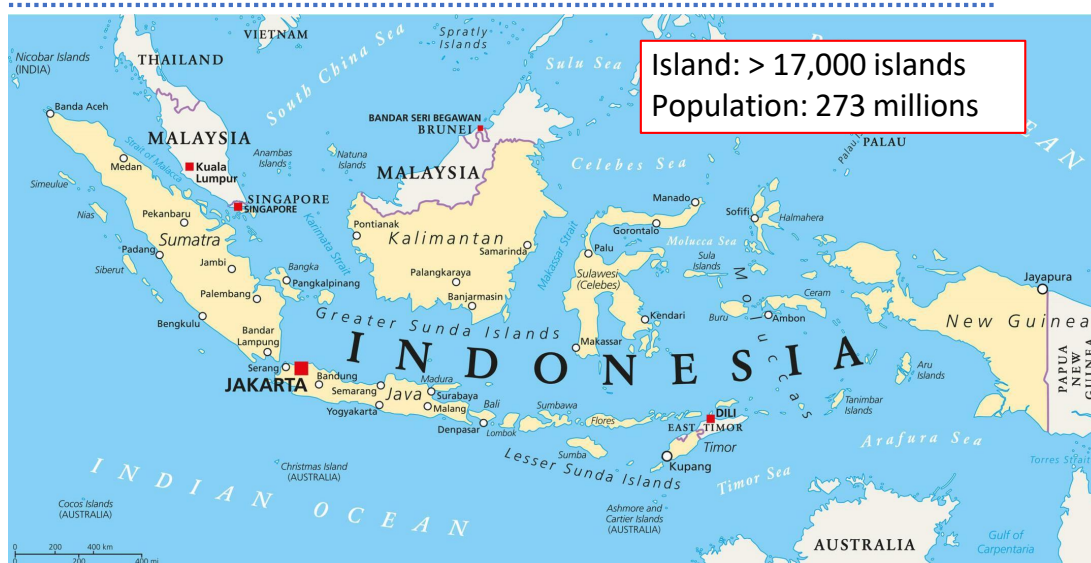 Island: > 17,000 islands
Population: 273 millions
VIETNAM
Spratly
Islands
Nicobar Islands
(INDIA)
THAILAND
South China Sea
Sulu Sea
PALAU
Banda Aceh
MALAYSIA
BANDAR SERI BEGAWAN
BRUNEI
Strait of Malacca
Medan
Kuala
Lumpur
Anambas
Islands
Natuna
Islands
MALAYSIA
Celebes Sea
Simeulue
SINGAPORE
SINGAPORE
Manado
Nias
Pekanbaru
Sumatra
Karimata Strait
Pontianak
Kalimantan
Samarinda
Makassar Strait
Gorontalo
Sofifi
Halmahera
Molucca Sea
Padang
Siberut
Jambi
Bangka
Pangkalpinang
Palangkaraya
Palu
Sulawesi
(Celebes)
Sula
Islands
Moluccas
Jayapura
Palembang
Banjarmasin
Kendari
Buru
Ceram
Ambon
New Guinea
Bengkulu
Bandar
Lampung
Greater Sunda Islands
Makassar
INDONESIA
Aru
Islands
PAPUA
NEW
GUINEA
Serang
JAKARTA
Bandung
Semarang
Java
Madura
Surabaya
Yogyakarta
Malang
Bali
Denpasar
Lombok
Sumbawa
Flores
DILI
EAST TIMOR
Tanimbar
Islands
Sumba
Lesser Sunda Islands
Timor
Kupang
Arafura Sea
Timor Sea
Torres Strait
INDIAN OCEAN
Christmas Island
(AUSTRALIA)
Cocos Islands
(AUSTRALIA)
Ashmore and
Cartier Islands
(AUSTRALIA)
AUSTRALIA
Gulf of
Carpentaria
0 200 400 km
0 200 400 mi